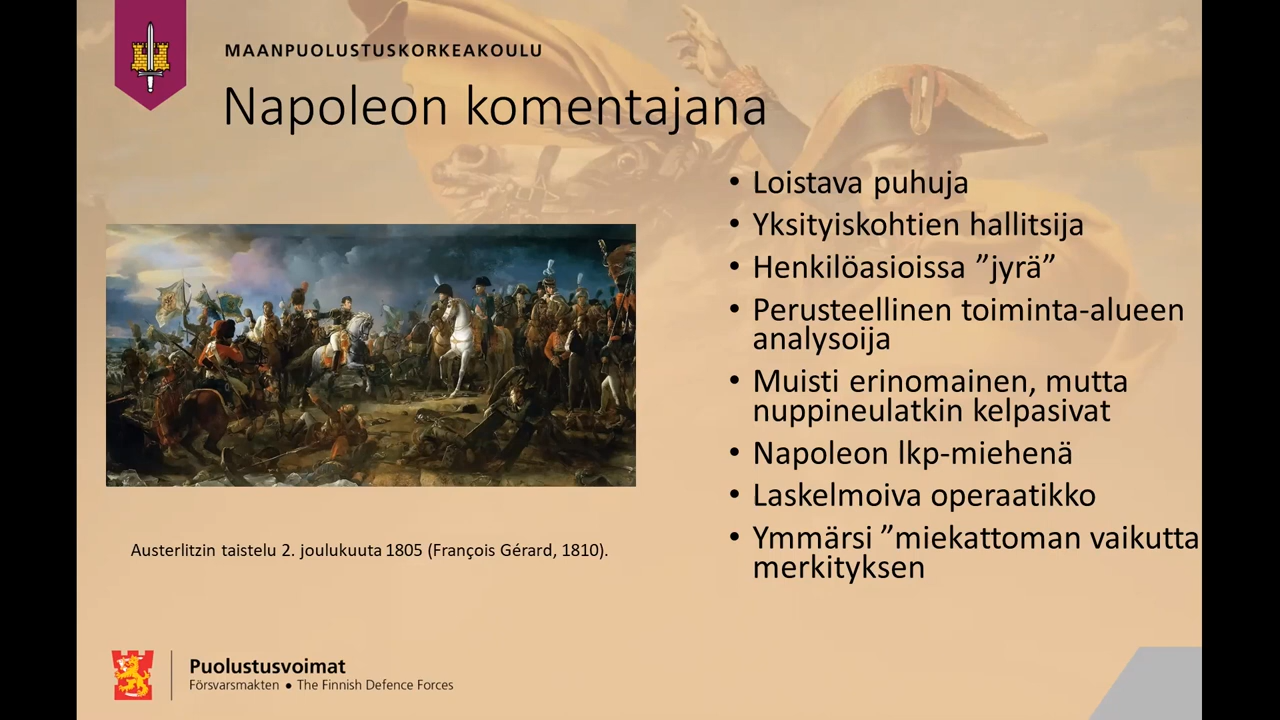 MAANPUOLUSTUSKORKEAKOULU
Napoleon komentajana
• Loistava puhuja
• Yksityiskohtien hallitsija
• Henkilöasioissa ”jyrä”
• Perusteellinen toiminta-alueen
analysoija
• Muisti erinomainen, mutta
nuppineulatkin kelpasivat
• Napoleon lkp-miehenä
• Laskelmoiva operaatikko
• Ymmärsi ”miekattoman vaikutta
merkityksen
Austerlitzin taistelu 2. joulukuuta 1805 (François Gérard, 1810).
Puolustusvoimat
Försvarsmakten • The Finnish Defence Forces